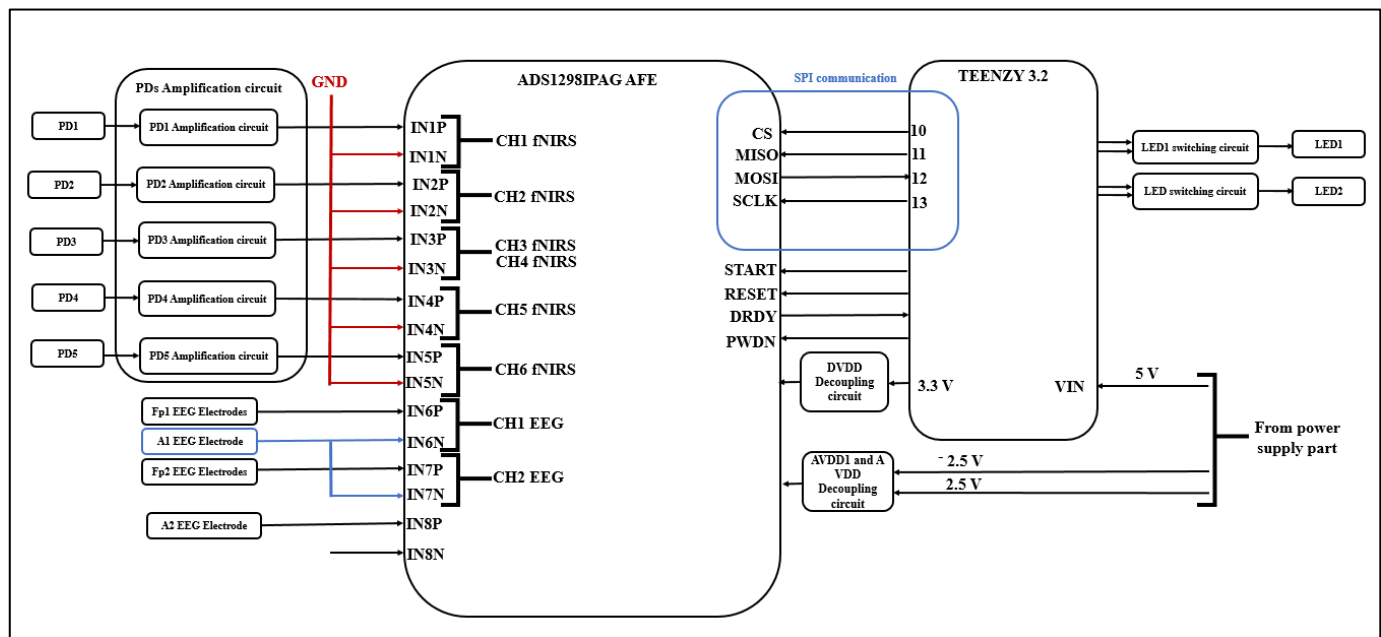 PDs Amplification circuit
GND
PD1
PD1 Amplification circuit
PD2
PD2 Amplification circuit
PD3
PD3 Amplification circuit
PD4
PD4 Amplification circuit
PD5
PD5 Amplification circuit
Fp1 EEG Electrodes
A1 EEG Electrode
Fp2 EEG Electrodes
A2 EEG Electrode
ADS1298IPAG AFE
IN1P
IN1N
CH1 fNIRS
IN2P
IN2N
CH2 fNIRS
IN3P
IN3N
CH3 fNIRS
CH4 fNIRS
IN4P
IN4N
CH5 fNIRS
IN5P
IN5N
CH6 fNIRS
IN6P
IN6N
CH1 EEG
IN7P
IN7N
CH2 EEG
IN8P
IN8N
SPI communication
CS
MISO
MOSI
SCLK
START
RESET
DRDY
PWDN
TEENZY 3.2
10
11
12
13
3.3 V
VIN
DVDD
Decoupling
circuit
AVDD1 and A
VDD
Decoupling
circuit
LED1 switching circuit
LED1
LED switching circuit
LED2
5 V
- 2.5 V
2.5 V
From power
supply part